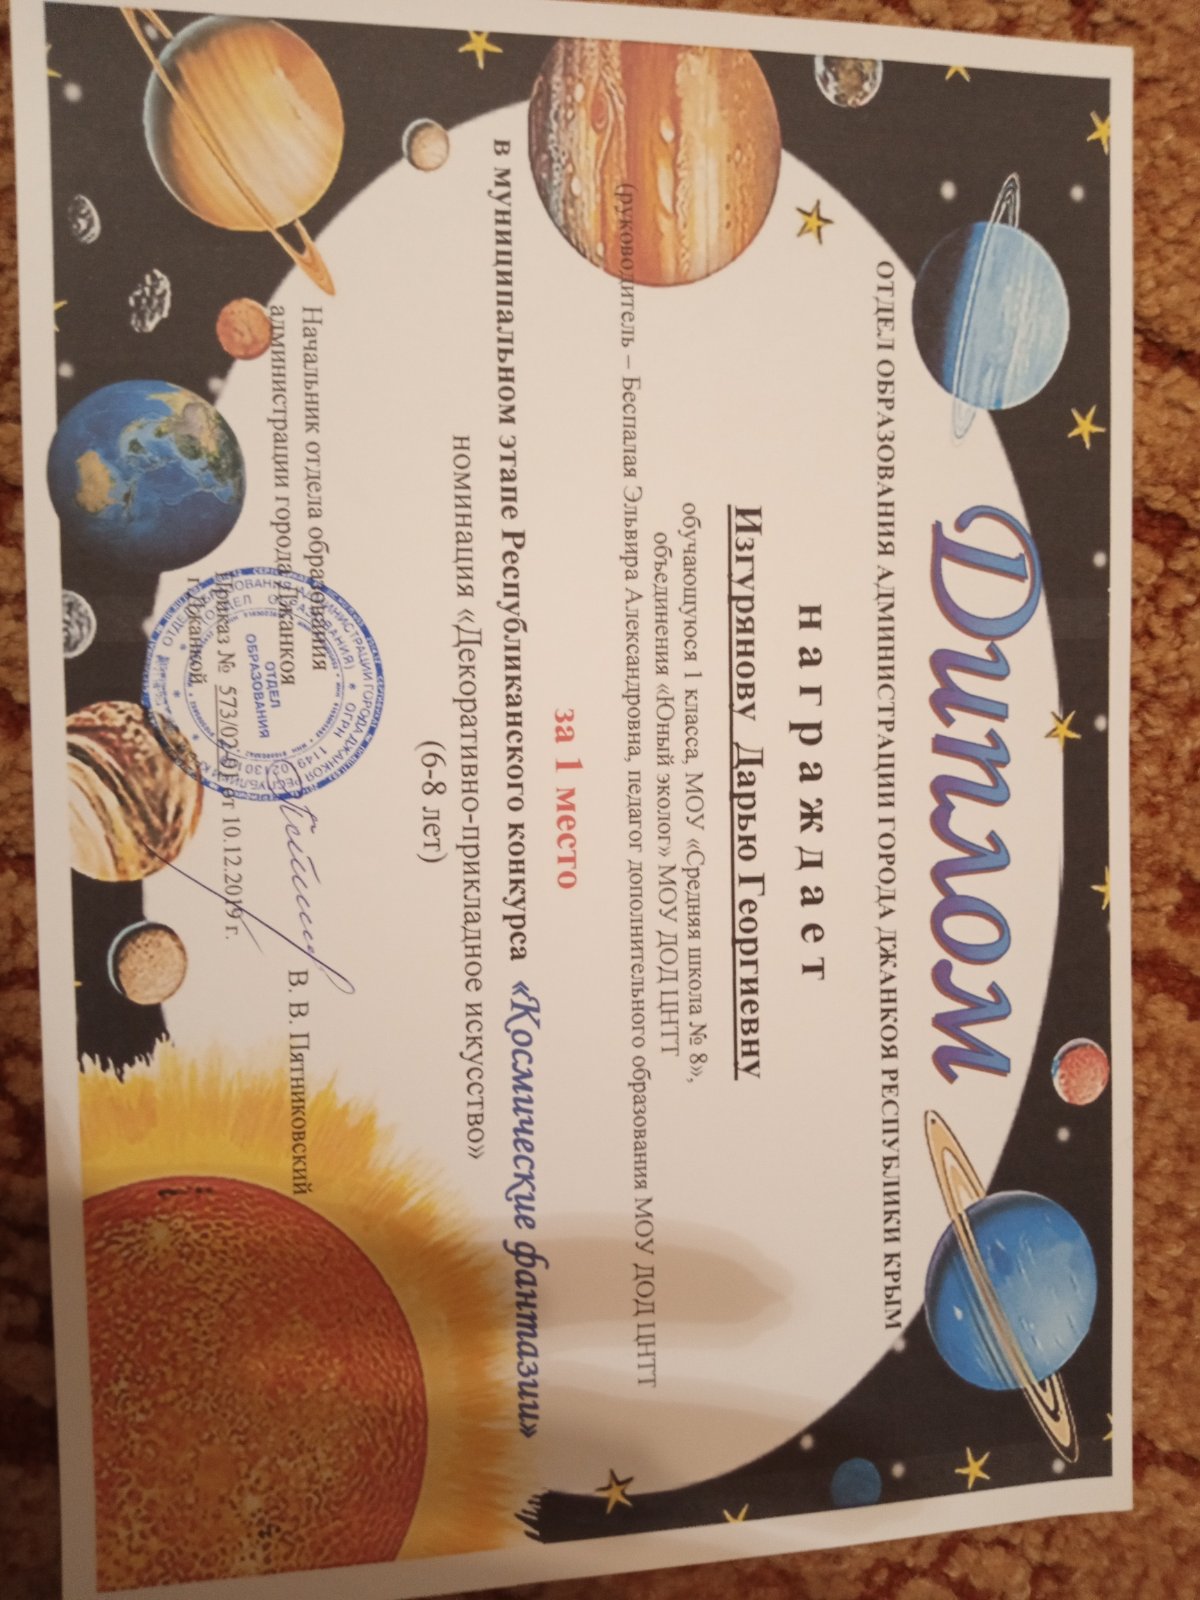 Диплом
ОТДЕЛ ОБРАЗОВАНИЯ АДМИНИСТРАЦИИ ГОРОДА ДЖАНКОЯ РЕСПУБЛИКИ КРЫМ
награждает
Изгурянову Дарью Георгиевну
обучающуюся 1 класса, МОУ «Средняя школа № 8»,
объединения «Юный эколог» МОУ ДОД ЦНТТ
(руководитель – Беспалая Эльвира Александровна, педагог дополнительного образования МОУ ДОД ЦНТТ
за 1 место
в муниципальном этапе Республиканского конкурса «Космические фантазии»
номинация «Декоративно-прикладное искусство»
(6-8 лет)
Начальник отдела образования
администрации города Джанкоя В. В. Пятниковский
Приказ № 573/02/01 от 10.12.2019 г.
г. Джанкой
ОТДЕЛ
ОБРАЗОВАНИЯ